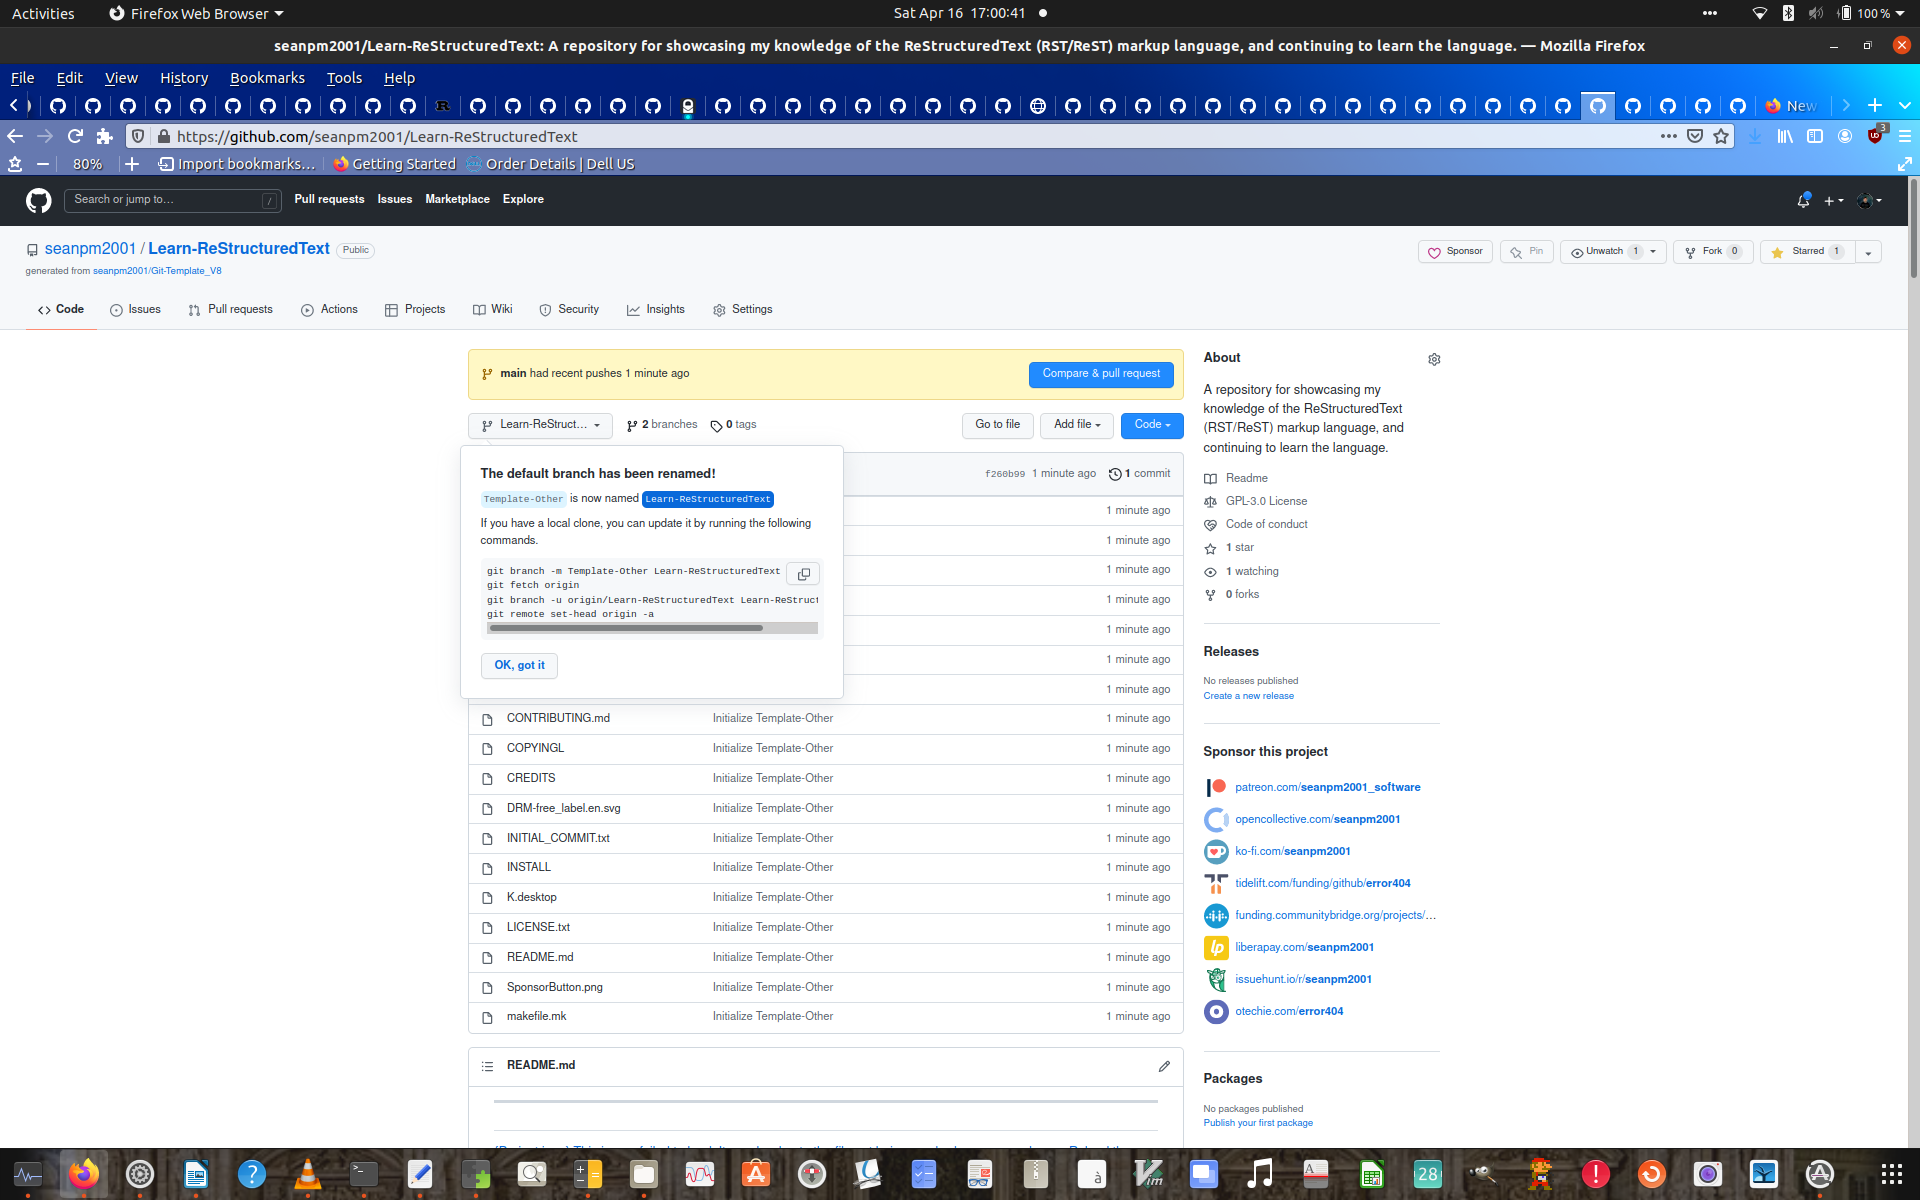 Activities
Firefox Web Browser
Sat Apr 16 17:00:41
100 %
seanpm2001/Learn-ReStructuredText: A repository for showcasing my knowledge of the ReStructuredText (RST/ReST) markup language, and continuing to learn the language. — Mozilla Firefox
File Edit View History Bookmarks Tools Help
New
https://github.com/seanpm2001/Learn-ReStructuredText
3
80%
Import bookmarks...
Getting Started
Order Details | Dell US
Search or jump to...
/
Pull requests Issues Marketplace Explore
seanpm2001 / Learn-ReStructuredText
Public
Sponsor
Pin
Unwatch 1
Fork 0
Starred 1
generated from seanpm2001/Git-Template_V8
Code Issues Pull requests Actions Projects Wiki Security Insights Settings
main had recent pushes 1 minute ago
Compare & pull request
Learn-ReStruct...
2 branches
0 tags
Go to file
Add file
Code
The default branch has been renamed!
Template-Other is now named Learn-ReStructuredText
If you have a local clone, you can update it by running the following
commands.
git branch -m Template-Other Learn-ReStructuredText
git fetch origin
git branch -u origin/Learn-ReStructuredText Learn-ReStruct
git remote set-head origin -a
OK, got it
f260b99 1 minute ago 1 commit
1 minute ago
1 minute ago
1 minute ago
1 minute ago
1 minute ago
1 minute ago
1 minute ago
CONTRIBUTING.md Initialize Template-Other 1 minute ago
COPYINGL Initialize Template-Other 1 minute ago
CREDITS Initialize Template-Other 1 minute ago
DRM-free_label.en.svg Initialize Template-Other 1 minute ago
INITIAL_COMMIT.txt Initialize Template-Other 1 minute ago
INSTALL Initialize Template-Other 1 minute ago
K.desktop Initialize Template-Other 1 minute ago
LICENSE.txt Initialize Template-Other 1 minute ago
README.md Initialize Template-Other 1 minute ago
SponsorButton.png Initialize Template-Other 1 minute ago
makefile.mk Initialize Template-Other 1 minute ago
README.md
About
A repository for showcasing my
knowledge of the ReStructuredText
(RST/ReST) markup language, and
continuing to learn the language.
Readme
GPL-3.0 License
Code of conduct
1 star
1 watching
0 forks
Releases
No releases published
Create a new release
Sponsor this project
patreon.com/seanpm2001_software
opencollective.com/seanpm2001
ko-fi.com/seanpm2001
tidelift.com/funding/github/error404
funding.communitybridge.org/projects/...
liberapay.com/seanpm2001
issuehunt.io/r/seanpm2001
otechie.com/error404
Packages
No packages published
Publish your first package
28